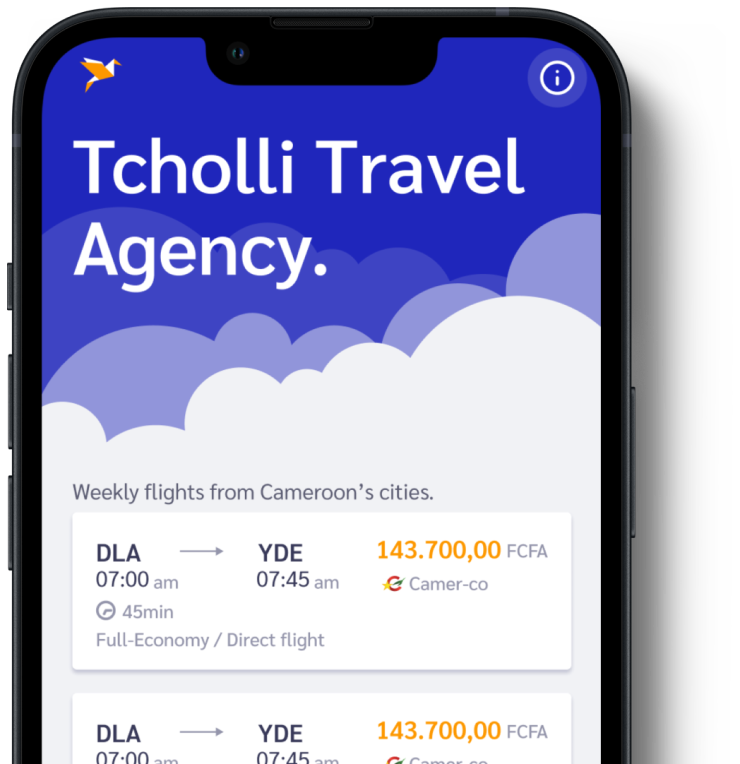 Tcholli Travel
Agency.
Weekly flights from Cameroon's cities.
DLA YDE 143.700,00 FCFA
07:00 am 07:45 am Camer-co
45min
Full-Economy / Direct flight
DLA YDE 143.700,00 FCFA
07:00 am 07:45 am Camer-co